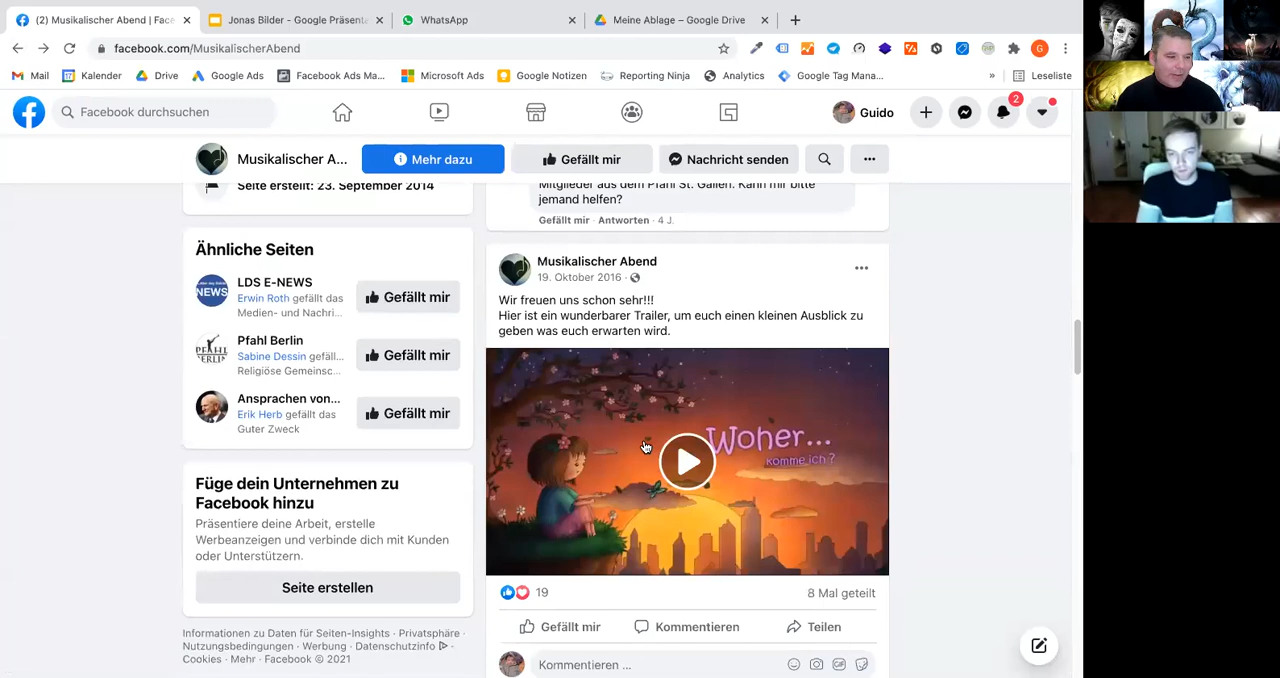 (2) Musikalischer Abend | Face
Jonas Bilder - Google Präsenta
WhatsApp
Meine Ablage – Google Drive
facebook.com/MusikalischerAbend
Mail
Kalender
Drive
Google Ads
Facebook Ads Ma...
Microsoft Ads
Google Notizen
Reporting Ninja
Analytics
Google Tag Mana...
»
Leseliste
Facebook durchsuchen
Guido
2
Musikalischer A...
Mehr dazu
Gefällt mir
Nachricht senden
Seite erstellt: 23. September 2014
Mitglieder aus dem Pfahl St. Gallen. Kann mir bitte
jemand helfen?
Gefällt mir · Antworten · 4 J.
Ähnliche Seiten
LDS E-NEWS
Erwin Roth gefällt das
Medien- und Nachri...
Gefällt mir
NEWS
Pfahl Berlin
Sabine Dessin gefäll...
Religiöse Gemeinsc...
Gefällt mir
PFAHL
BERLIN
Ansprachen von...
Erik Herb gefällt das
Guter Zweck
Gefällt mir
Füge dein Unternehmen zu
Facebook hinzu
Präsentiere deine Arbeit, erstelle
Werbeanzeigen und verbinde dich mit Kunden
oder Unterstützern.
Seite erstellen
Informationen zu Daten für Seiten-Insights · Privatsphäre ·
Nutzungsbedingungen · Werbung · Datenschutzinfo ·
Cookies · Mehr · Facebook © 2021
Musikalischer Abend
19. Oktober 2016 ·
Wir freuen uns schon sehr!!!
Hier ist ein wunderbarer Trailer, um euch einen kleinen Ausblick zu
geben was euch erwarten wird.
Woher...
komme ich?
19
8 Mal geteilt
Gefällt mir
Kommentieren
Teilen
Kommentieren ...
GIF